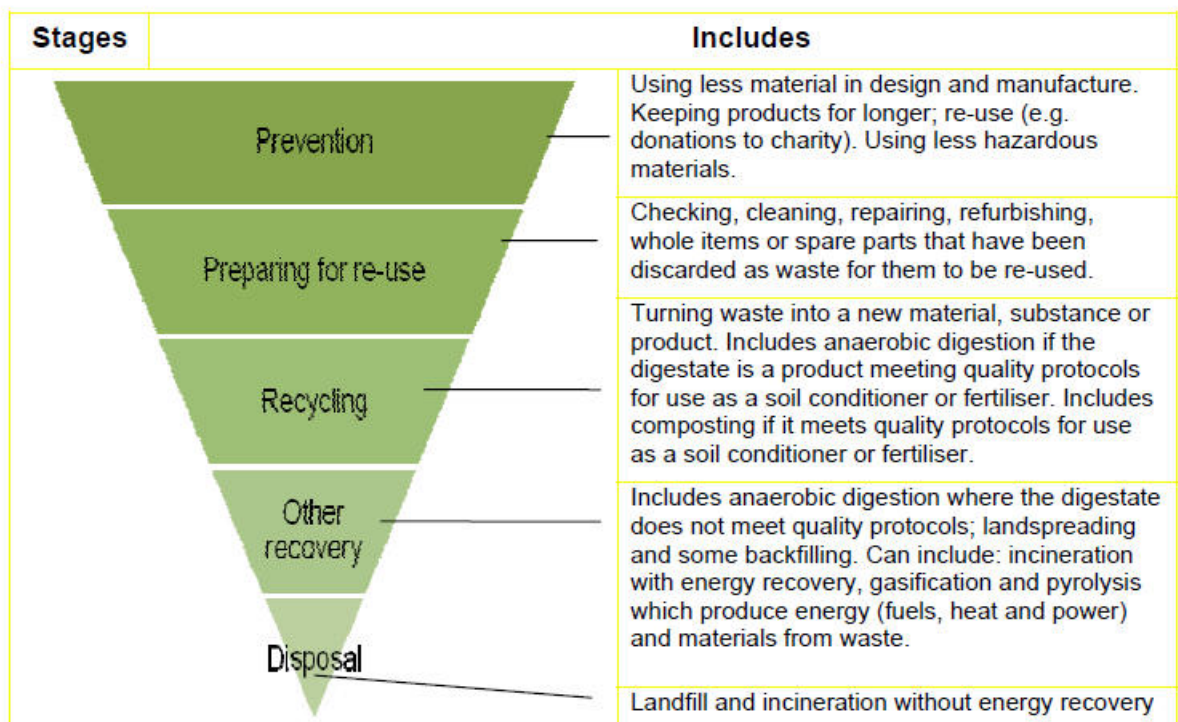 Stages
Includes
Prevention
Using less material in design and manufacture.
Keeping products for longer; re-use (e.g.
donations to charity). Using less hazardous
materials.
Preparing for re-use
Checking, cleaning, repairing, refurbishing,
whole items or spare parts that have been
discarded as waste for them to be re-used.
Recycling
Turning waste into a new material, substance or
product. Includes anaerobic digestion if the
digestate is a product meeting quality protocols
for use as a soil conditioner or fertiliser. Includes
composting if it meets quality protocols for use
as a soil conditioner or fertiliser.
Other
recovery
Includes anaerobic digestion where the digestate
does not meet quality protocols; landspreading
and some backfilling. Can include: incineration
with energy recovery, gasification and pyrolysis
which produce energy (fuels, heat and power)
and materials from waste.
Disposal
Landfill and incineration without energy recovery